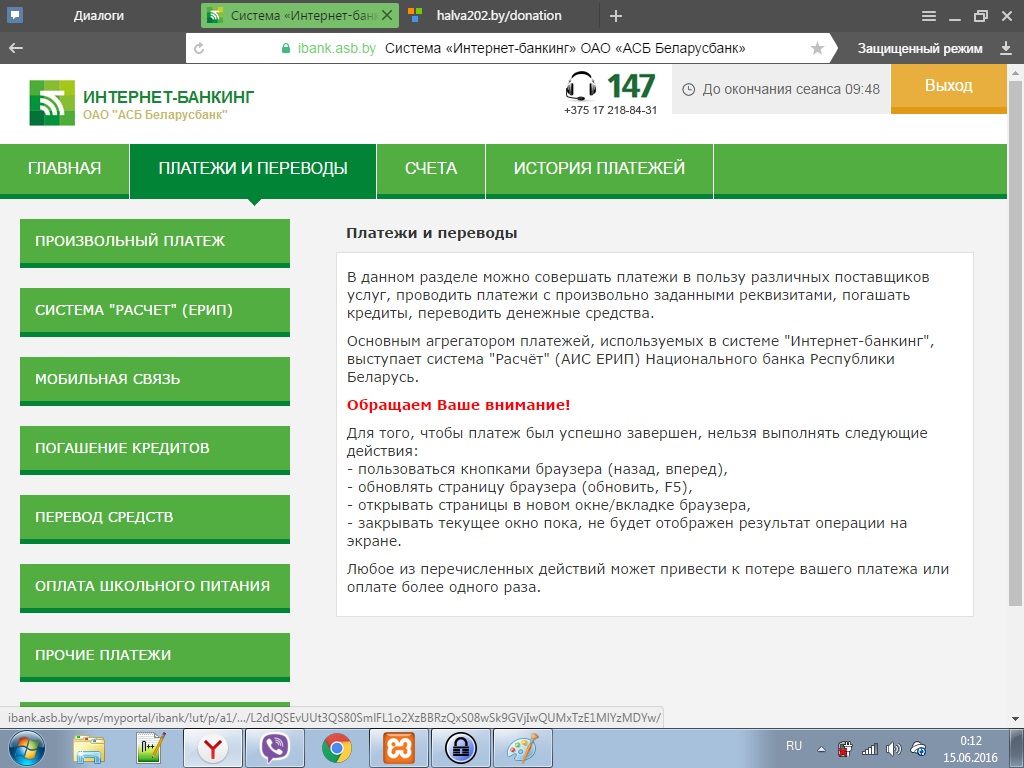 Диалоги
Система «Интернет-банк
halva202.by/donation
ibank.asb.by
Система «Интернет-банкинг» ОАО «АСБ Беларусбанк»
Защищенный режим
ИНТЕРНЕТ-БАНКИНГ
ОАО "АСБ Беларусбанк"
147
+375 17 218-84-31
До окончания сеанса 09:48
Выход
ГЛАВНАЯ
ПЛАТЕЖИ И ПЕРЕВОДЫ
СЧЕТА
ИСТОРИЯ ПЛАТЕЖЕЙ
ПРОИЗВОЛЬНЫЙ ПЛАТЕЖ
СИСТЕМА "РАСЧЕТ" (ЕРИП)
МОБИЛЬНАЯ СВЯЗЬ
ПОГАШЕНИЕ КРЕДИТОВ
ПЕРЕВОД СРЕДСТВ
ОПЛАТА ШКОЛЬНОГО ПИТАНИЯ
ПРОЧИЕ ПЛАТЕЖИ
Платежи и переводы
В данном разделе можно совершать платежи в пользу различных поставщиков
услуг, проводить платежи с произвольно заданными реквизитами, погашать
кредиты, переводить денежные средства.
Основным агрегатором платежей, используемых в системе "Интернет-банкинг",
выступает система "Расчёт" (АИС ЕРИП) Национального банка Республики
Беларусь.
Обращаем Ваше внимание!
Для того, чтобы платеж был успешно завершен, нельзя выполнять следующие
действия:
- пользоваться кнопками браузера (назад, вперед),
- обновлять страницу браузера (обновить, F5),
- открывать страницы в новом окне/вкладке браузера,
- закрывать текущее окно пока, не будет отображен результат операции на
экране.
Любое из перечисленных действий может привести к потере вашего платежа или
оплате более одного раза.
ibank.asb.by/wps/myportal/ibank/!ut/p/a1/.../L2dJQSEvUUt3QS80SmlFL1o2XzBBRzQxS08wSk9GVjIwQUMxTzE1MlYzMDYw/
RU
0:12
15.06.2016